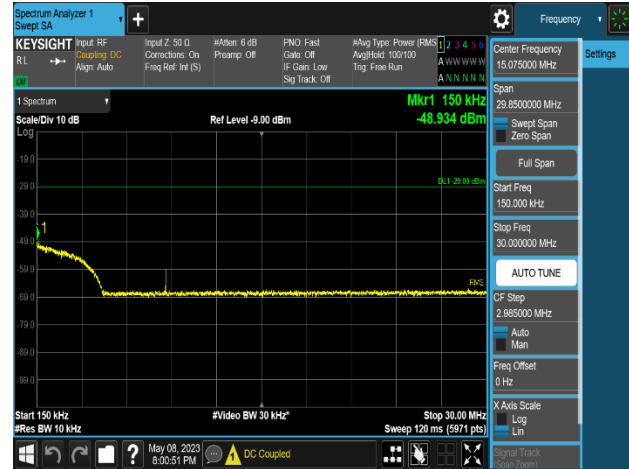 Spectrum Analyzer 1
Swept SA
Frequency
KEYSIGHT
Input: RF
Coupling: DC
Align: Auto
RL
LW
Input Z: 50 Ω
Corrections: On
Freq Ref: Int (S)
#Atten: 6 dB
Preamp: Off
PNO: Fast
Gate: Off
IF Gain: Low
Sig Track: Off
#Avg Type: Power (RMS
Avg|Hold: 100/100
Trig: Free Run
1 2 3 4 5 6
A W W W W W
A N N N N N
1 Spectrum
Scale/Div 10 dB
Ref Level -9.00 dBm
Mkr1 150 kHz
-48.934 dBm
Log
-19.0
-29.0
-39.0
-49.0
-59.0
-69.0
-79.0
-89.0
-99.0
DL1 -29.00 dBm
1
RMS
Start 150 kHz
#Res BW 10 kHz
#Video BW 30 kHz*
Stop 30.00 MHz
Sweep 120 ms (5971 pts)
Center Frequency
15.075000 MHz
Settings
Span
29.8500000 MHz
Swept Span
Zero Span
Full Span
Start Freq
150.000 kHz
Stop Freq
30.000000 MHz
AUTO TUNE
CF Step
2.985000 MHz
Auto
Man
Freq Offset
0 Hz
X Axis Scale
Log
Lin
Signal Track
(Span Zoom)
?
May 08, 2023
8:00:51 PM
DC Coupled